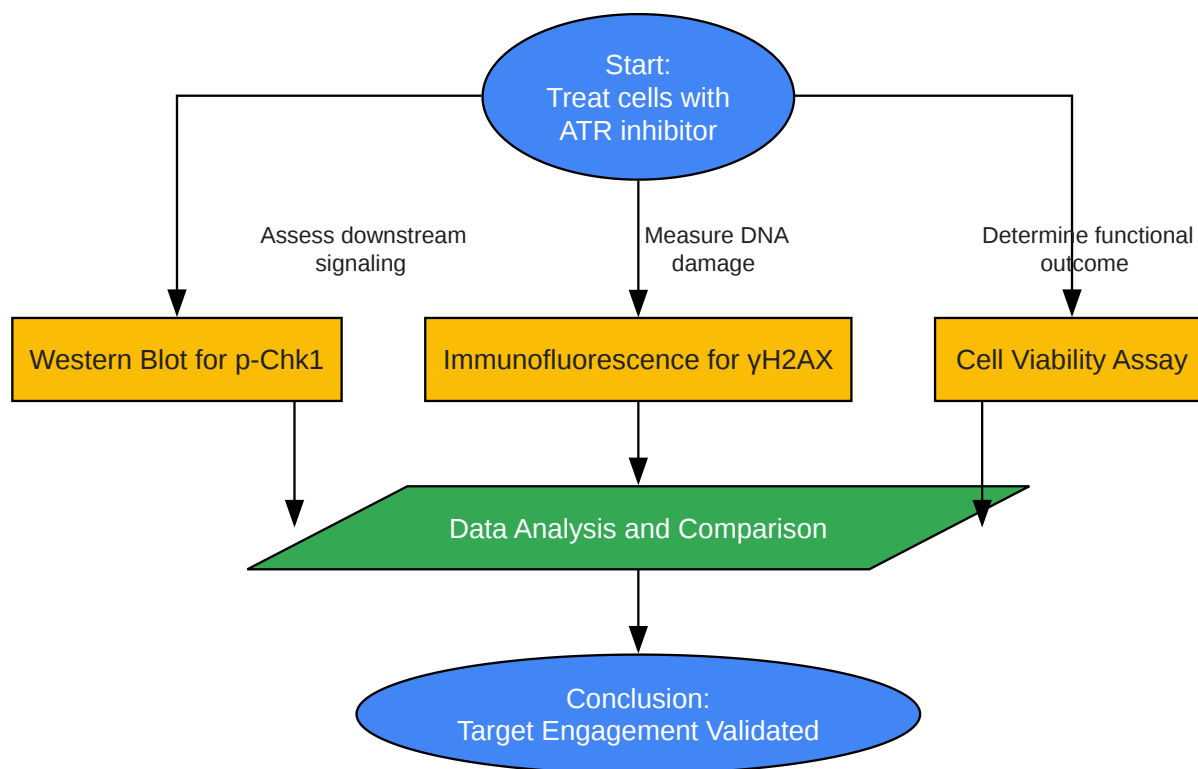 Start:
Treat cells with
ATR inhibitor
Assess downstream
signaling
Measure DNA
damage
Determine functional
outcome
Western Blot for p-Chk1
Immunofluorescence for γH2AX
Cell Viability Assay
Data Analysis and Comparison
Conclusion:
Target Engagement Validated